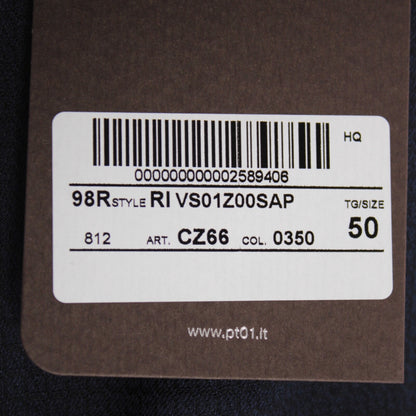 HQ
000000000002589406
98R STYLE RI VS01Z00SAP TG/SIZE
812 ART. CZ66 COL. 0350 50
www.pt01.it